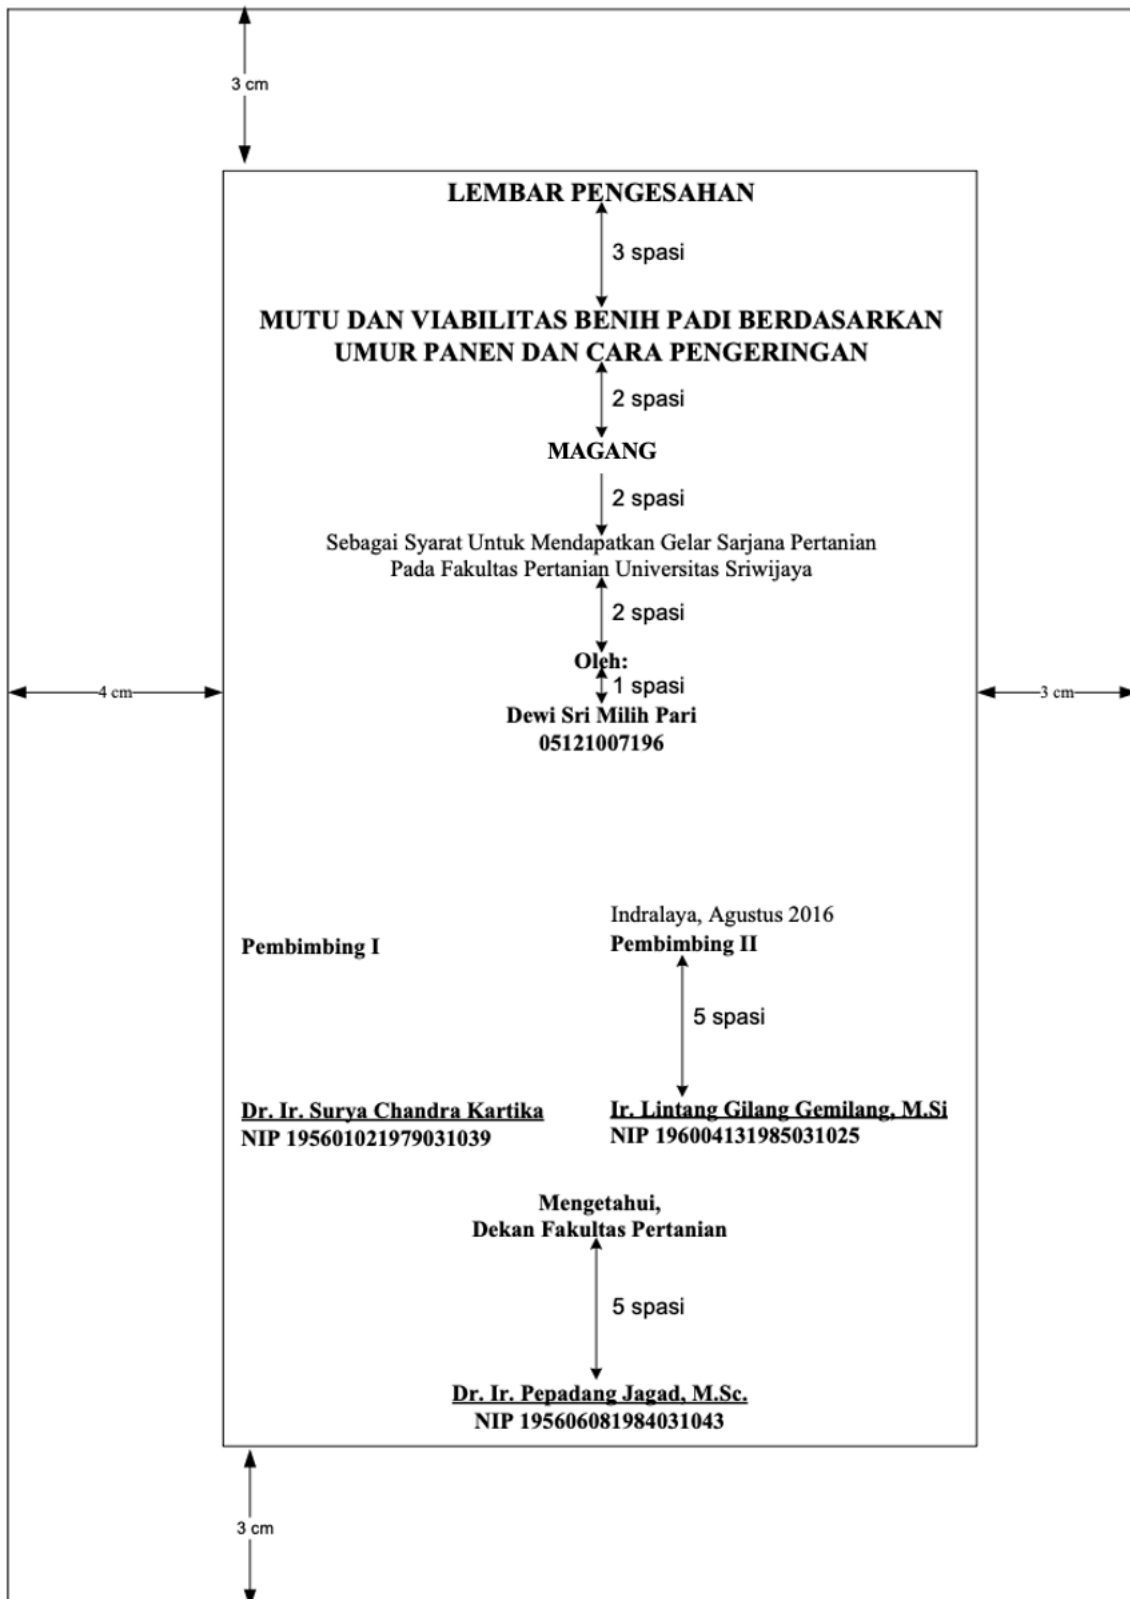 3 cm
LEMBAR PENGESAHAN
3 spasi
MUTU DAN VIABILITAS BENIH PADI BERDASARKAN
UMUR PANEN DAN CARA PENGERINGAN
2 spasi
MAGANG
2 spasi
Sebagai Syarat Untuk Mendapatkan Gelar Sarjana Pertanian
Pada Fakultas Pertanian Universitas Sriwijaya
2 spasi
Oleh:
1 spasi
4 cm
3 cm
Dewi Sri Milih Pari
05121007196
Indralaya, Agustus 2016
Pembimbing I
Pembimbing II
5 spasi
Dr. Ir. Surya Chandra Kartika
NIP 195601021979031039
Ir. Lintang Gilang Gemilang, M.Si
NIP 196004131985031025
Mengetahui,
Dekan Fakultas Pertanian
5 spasi
Dr. Ir. Pepadang Jagad, M.Sc.
NIP 195606081984031043
3 cm